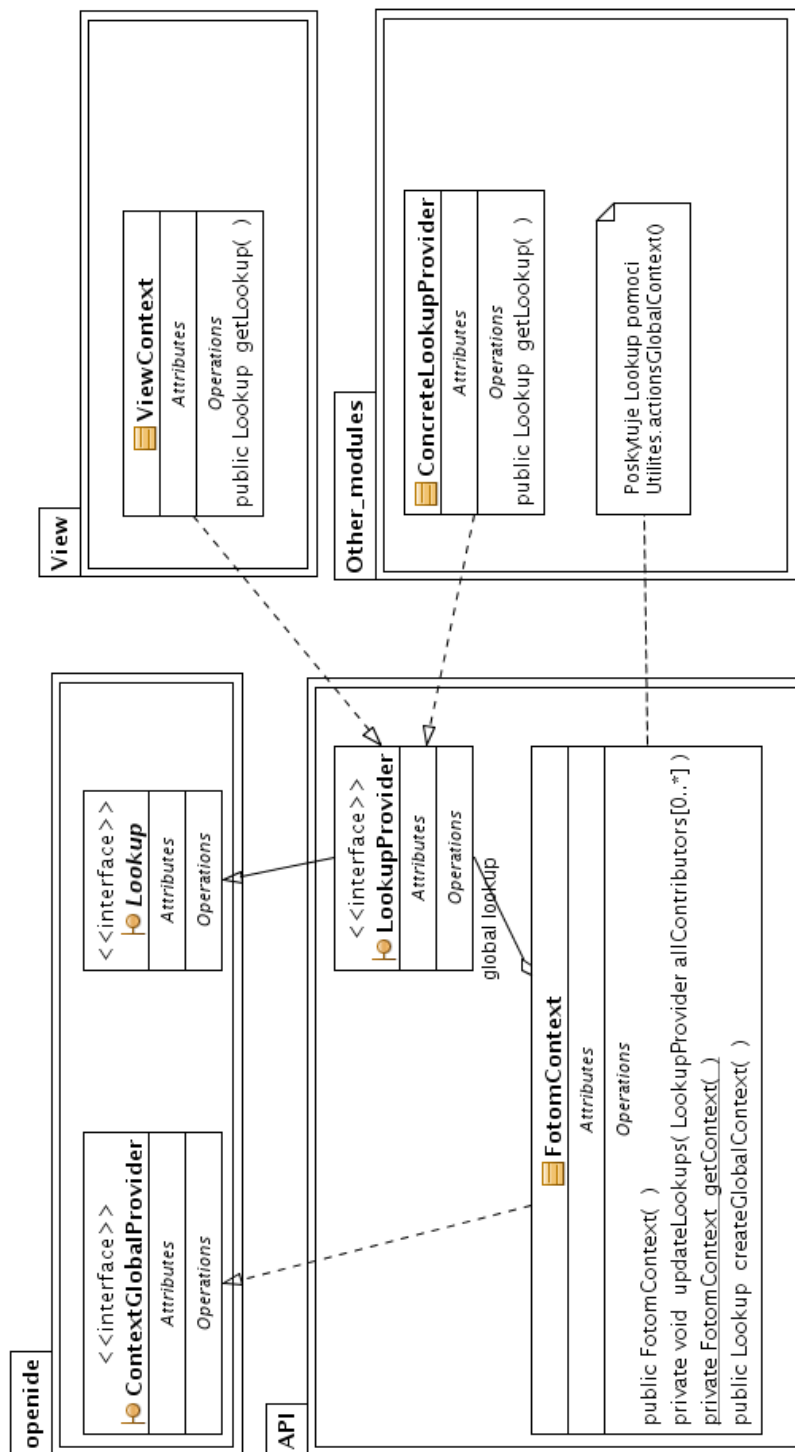 openide
<<interface>>
ContextGlobalProvider
Attributes
Operations
<<interface>>
Lookup
Attributes
Operations
View
ViewContext
Attributes
Operations
public Lookup getLookup( )
API
<<interface>>
LookupProvider
Attributes
Operations
global lookup
FotomContext
Attributes
Operations
public FotomContext( )
private void updateLookups( LookupProvider allContributors[0..*] )
private FotomContext getContext( )
public Lookup createGlobalContext( )
Other_modules
ConcreteLookupProvider
Attributes
Operations
public Lookup getLookup( )
Poskytuje Lookup pomoci
Utilites.actionsGlobalContext()